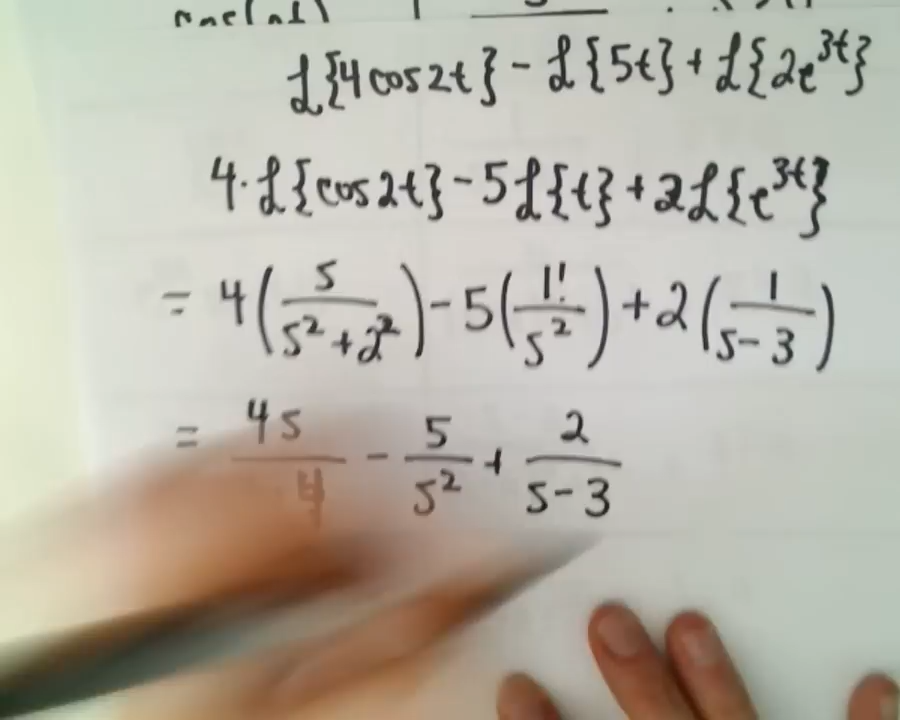 ℒ{4cos2t} - ℒ{5t} + ℒ{2e^{3t}}
4·ℒ{cos2t} - 5ℒ{t} + 2ℒ{e^{3t}}
= 4(s/(s²+2²)) - 5(1!/s²) + 2(1/(s-3))
= 4s/ 4 - 5/s² + 2/(s-3)